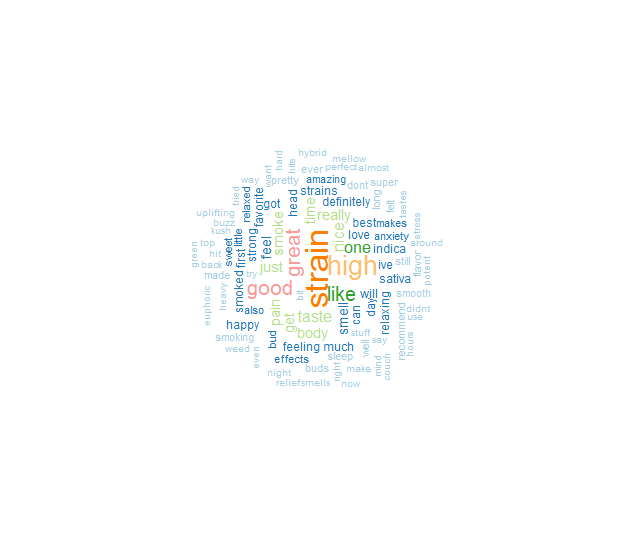 hybrid
mellow
hard
hits
ever
perfect
almost
want
way
pretty
amazing
dont
super
tried
relaxed
favorite
got
head
strains
definitely
long
felt
tastes
uplifting
buzz
kush
smoke
time
really
best
makes
stress
nice
love
anxiety
around
green
top
hit
back
sweet
little
first
strong
feel
great
strain
one
indica
flavor
potent
just
high
ive
still
made
try
sativa
euphoric
heavy
smoked
good
bit
like
will
smooth
also
pain
get
taste
smell
can
day
relaxing
didnt
use
happy
body
recommend
hours
smoking
bud
stuff
say
weed
even
feeling
much
well
effects
sleep
mind
couch
night
buds
right
make
relief
smells
now